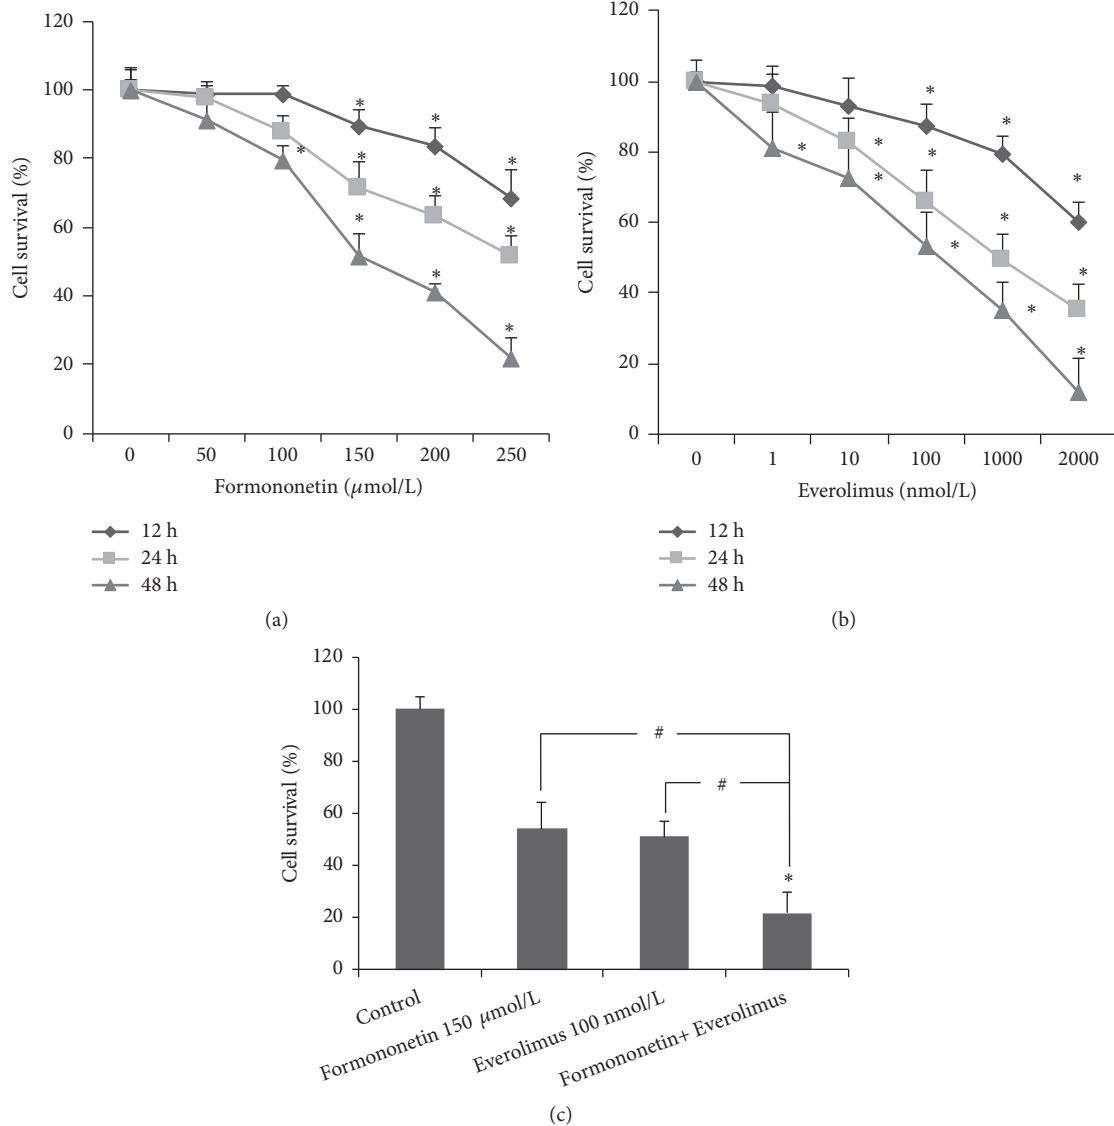 120
100
80
60
40
20
0
Cell survival (%)
* * *
* * * *
* * * *
0 50 100 150 200 250
Formononetin (μmol/L)
12 h
24 h
48 h
(a)
120
100
80
60
40
20
0
Cell survival (%)
* * *
* * * *
* * * * *
0 1 10 100 1000 2000
Everolimus (nmol/L)
12 h
24 h
48 h
(b)
120
100
80
60
40
20
0
Cell survival (%)
#
#
*
Control
Formononetin 150 μmol/L
Everolimus 100 nmol/L
Formononetin+ Everolimus
(c)